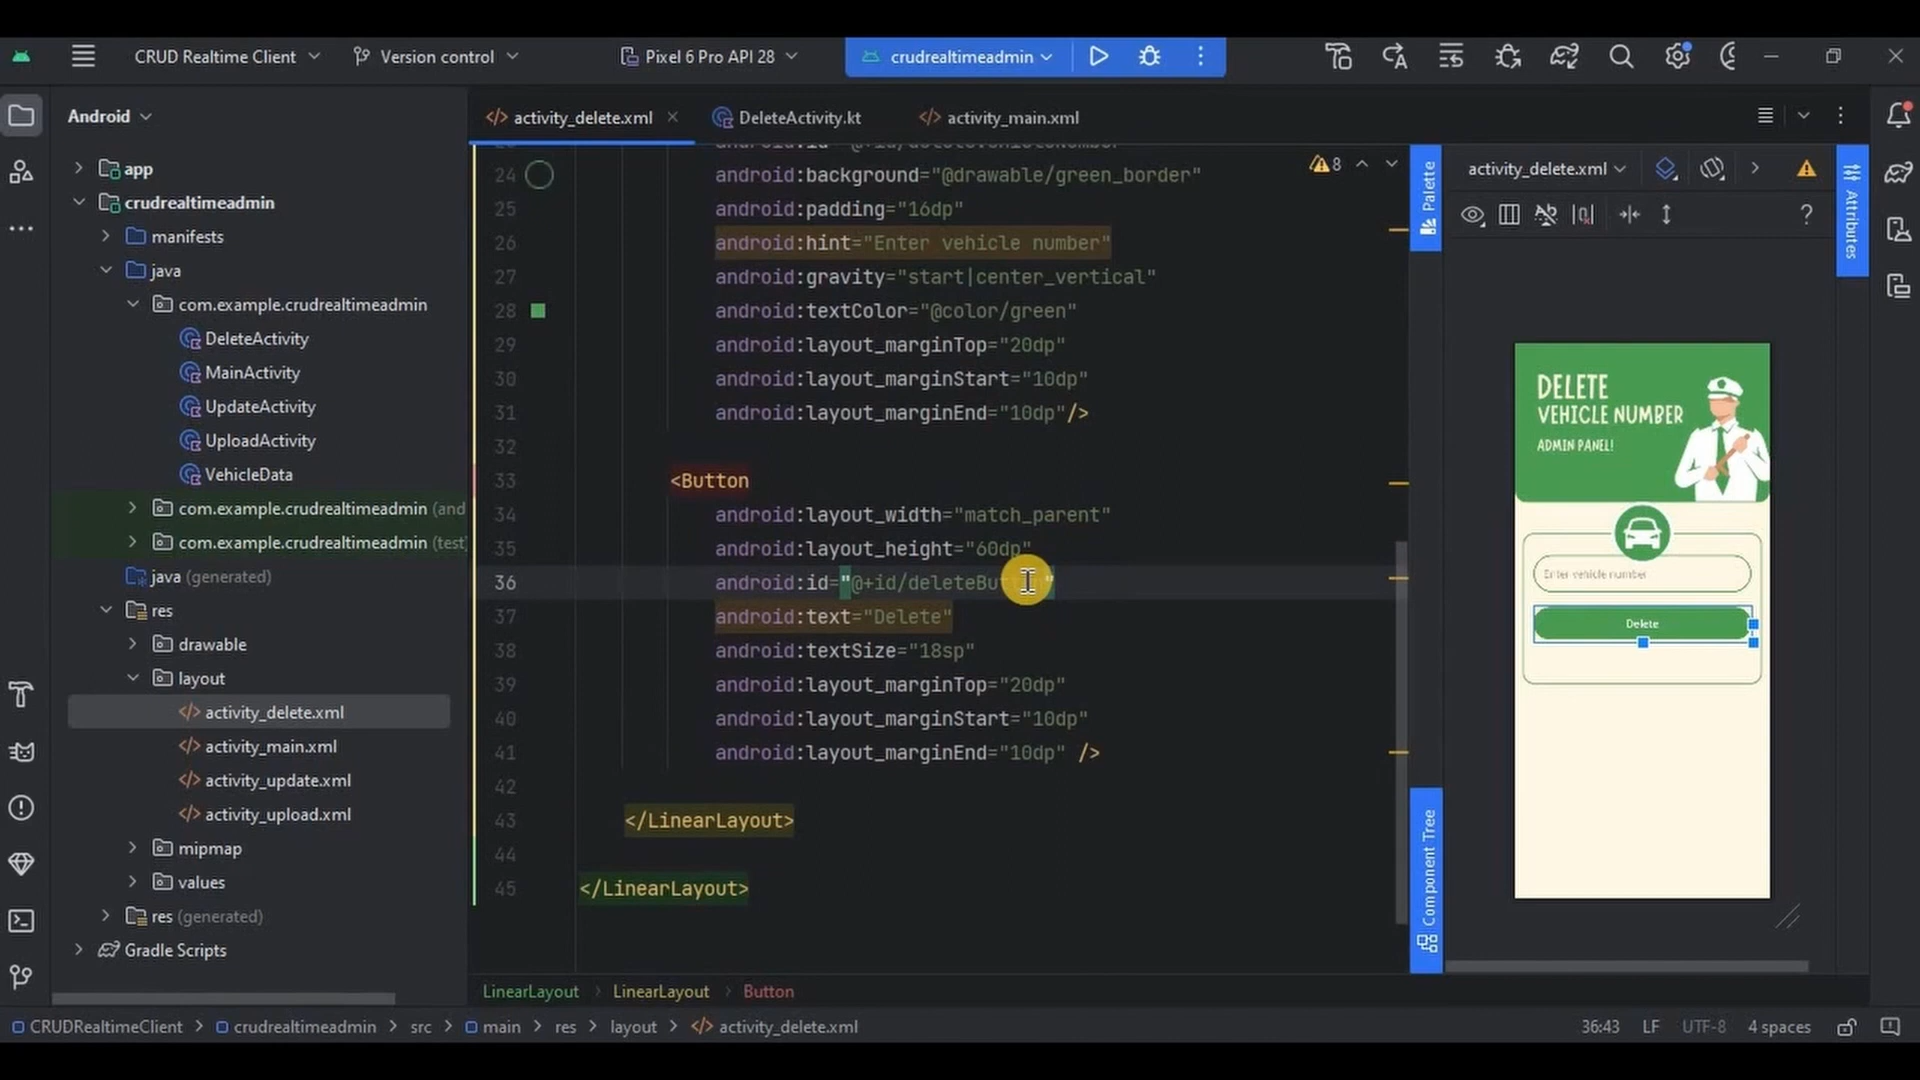 CRUD Realtime Client
Version control
Pixel 6 Pro API 28
crudrealtimeadmin
Android
activity_delete.xml
DeleteActivity.kt
activity_main.xml
app
crudrealtimeadmin
manifests
java
com.example.crudrealtimeadmin
DeleteActivity
MainActivity
UpdateActivity
UploadActivity
VehicleData
com.example.crudrealtimeadmin (and
com.example.crudrealtimeadmin (test)
java (generated)
res
drawable
layout
activity_delete.xml
activity_main.xml
activity_update.xml
activity_upload.xml
mipmap
values
res (generated)
Gradle Scripts
8
24 android:background="@drawable/green_border"
25 android:padding="16dp"
26 android:hint="Enter vehicle number"
27 android:gravity="start|center_vertical"
28 android:textColor="@color/green"
29 android:layout_marginTop="20dp"
30 android:layout_marginStart="10dp"
31 android:layout_marginEnd="10dp"/>
32
33 <Button
34 android:layout_width="match_parent"
35 android:layout_height="60dp"
36 android:id="@+id/deleteButton"
37 android:text="Delete"
38 android:textSize="18sp"
39 android:layout_marginTop="20dp"
40 android:layout_marginStart="10dp"
41 android:layout_marginEnd="10dp" />
42
43 </LinearLayout>
44
45 </LinearLayout>
LinearLayout
LinearLayout
Button
Palette
Component Tree
activity_delete.xml
Attributes
?
DELETE
VEHICLE NUMBER
ADMIN PANEL!
Enter vehicle number
Delete
CRUDRealtimeClient > crudrealtimeadmin > src > main > res > layout > activity_delete.xml
36:43 LF UTF-8 4 spaces